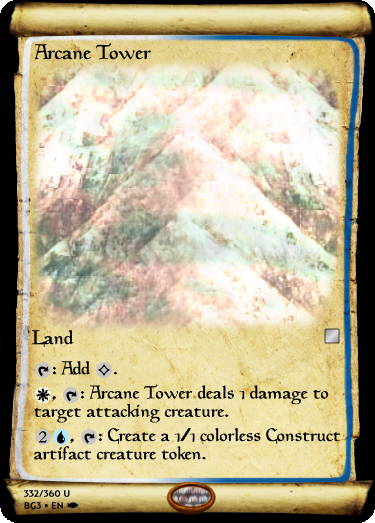 Arcane Tower
Land
: Add .
, : Arcane Tower deals 1 damage to
target attacking creature.
2 , : Create a 1/1 colorless Construct
artifact creature token.
332/360 U
BG3 • EN